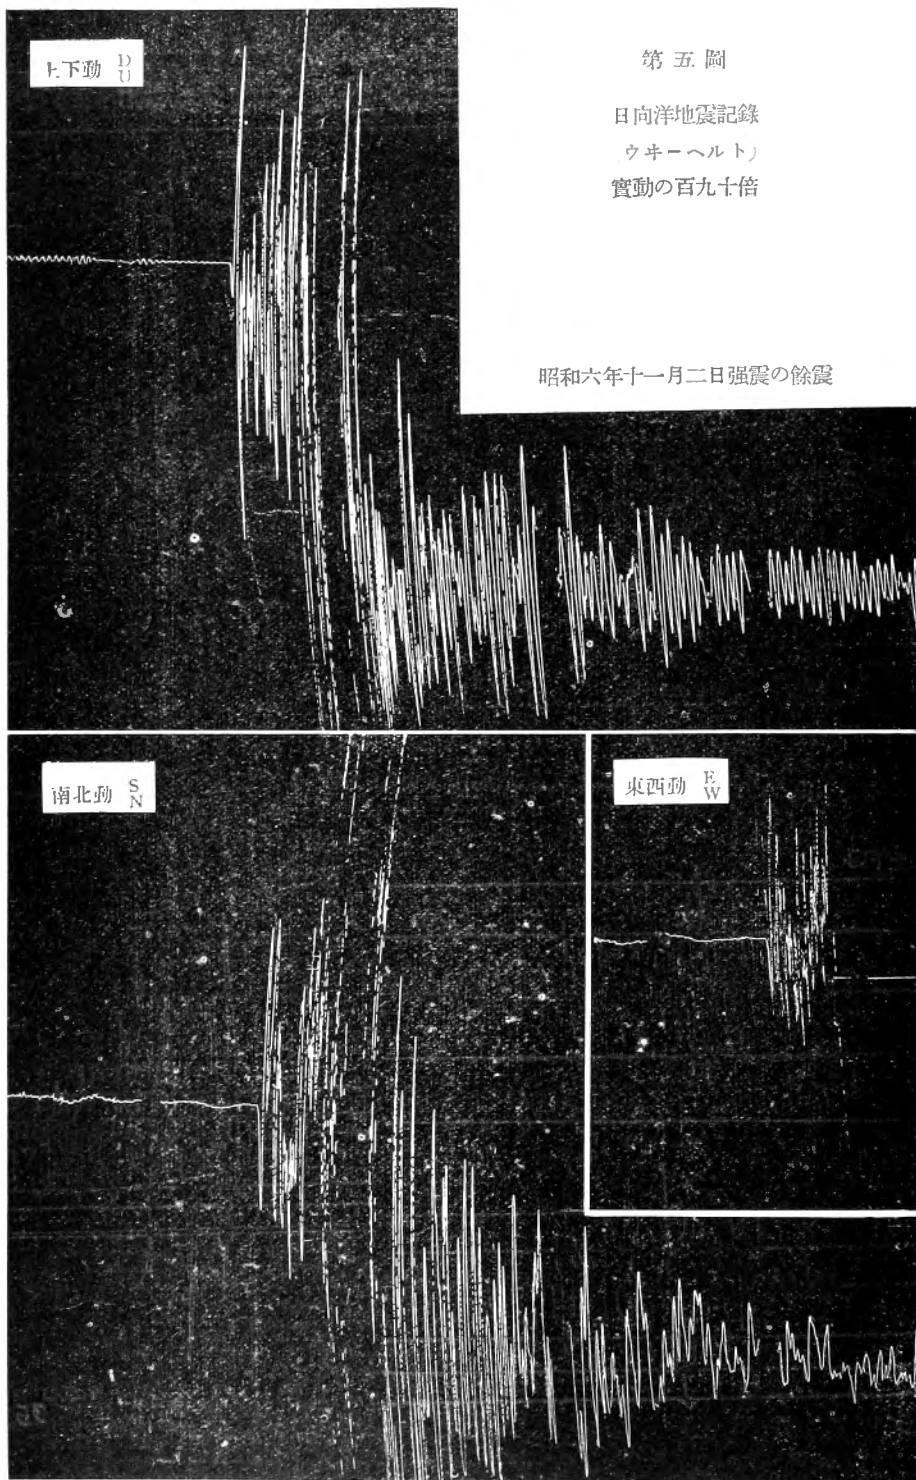 第五圖
日向洋地震記錄
(ウヰーヘルト)
實動の百九十倍
昭和六年十一月二日强震の餘震
上下動 D U
南北動 S N
東西動 E W